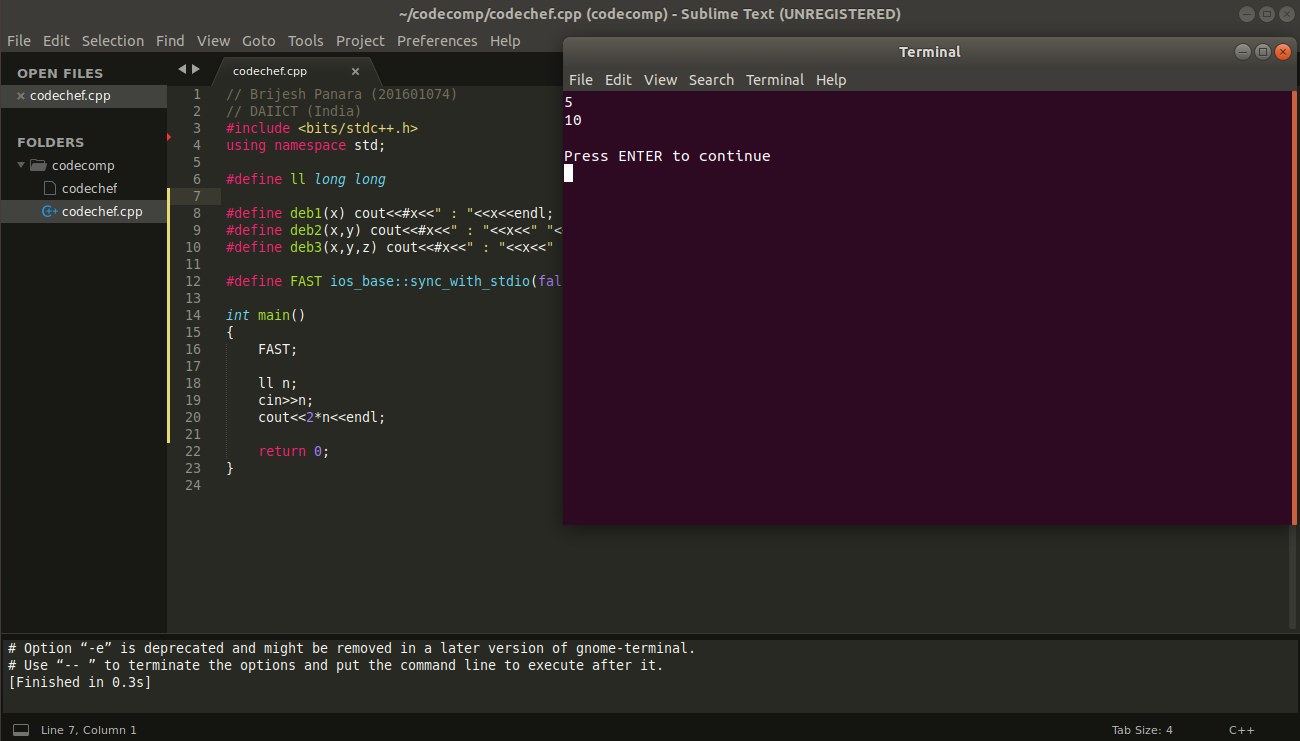 ~/codecomp/codechef.cpp (codecomp) - Sublime Text (UNREGISTERED)
File Edit Selection Find View Goto Tools Project Preferences Help
OPEN FILES
codechef.cpp
FOLDERS
codecomp
codechef
codechef.cpp
codechef.cpp
1 // Brijesh Panara (201601074)
2 // DAIICT (India)
3 #include <bits/stdc++.h>
4 using namespace std;
5
6 #define ll long long
7
8 #define deb1(x) cout<<#x<<" : "<<x<<endl;
9 #define deb2(x,y) cout<<#x<<" : "<<x<<" "<
10 #define deb3(x,y,z) cout<<#x<<" : "<<x<<"
11
12 #define FAST ios_base::sync_with_stdio(fal
13
14 int main()
15 {
16 FAST;
17
18 ll n;
19 cin>>n;
20 cout<<2*n<<endl;
21
22 return 0;
23 }
24
Terminal
File Edit View Search Terminal Help
5
10
Press ENTER to continue
# Option “-e” is deprecated and might be removed in a later version of gnome-terminal.
# Use “-- ” to terminate the options and put the command line to execute after it.
[Finished in 0.3s]
Line 7, Column 1
Tab Size: 4
C++